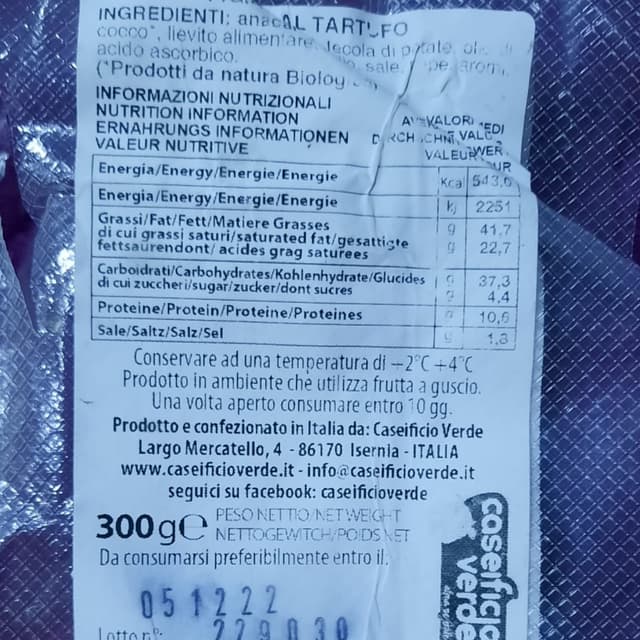 INGREDIENTI: anacAL TARTUFO
cocco*, lievito alimentare, fecola di patate,
acido ascorbico. sale,
(*Prodotti da natura
INFORMAZIONI NUTRIZIONALI
NUTRITION INFORMATION
ERNAHRUNGS INFORMATIONEN
VALEUR NUTRITIVE
VALORI MEDI
Energia/Energy/Energie/Energie Kcal 543,6
Energia/Energy/Energie/Energie kj 2251
Grassi/Fat/Fett/Matiere Grasses g 41,7
di cui grassi saturi/saturated fat/gesattigte g 22,7
fettsaurendont/ acides grag saturees
Carboidrati/Carbohydrates/Kohlenhydrate/Glucides g 37,3
di cui zuccheri/sugar/zucker/dont sucres g 4,4
Proteine/Protein/Proteine/Proteines g 10,6
Sale/Saltz/Salz/Sel g 1,3
Conservare ad una temperatura di -2°C +4°C
Prodotto in ambiente che utilizza frutta a guscio.
Una volta aperto consumare entro 10 gg.
Prodotto e confezionato in Italia da: Caseificio Verde
Largo Mercatello, 4 - 86170 Isernia - ITALIA
www.caseificioverde.it - info@caseificioverde.it
seguici su facebook: caseificioverde
300g e PESO NETTO/NET WEIGHT
NETTOGEWITCH/POIDS NET
Da consumarsi preferibilmente entro il:
051222
Lotto n°: 229030
caseificio
verde